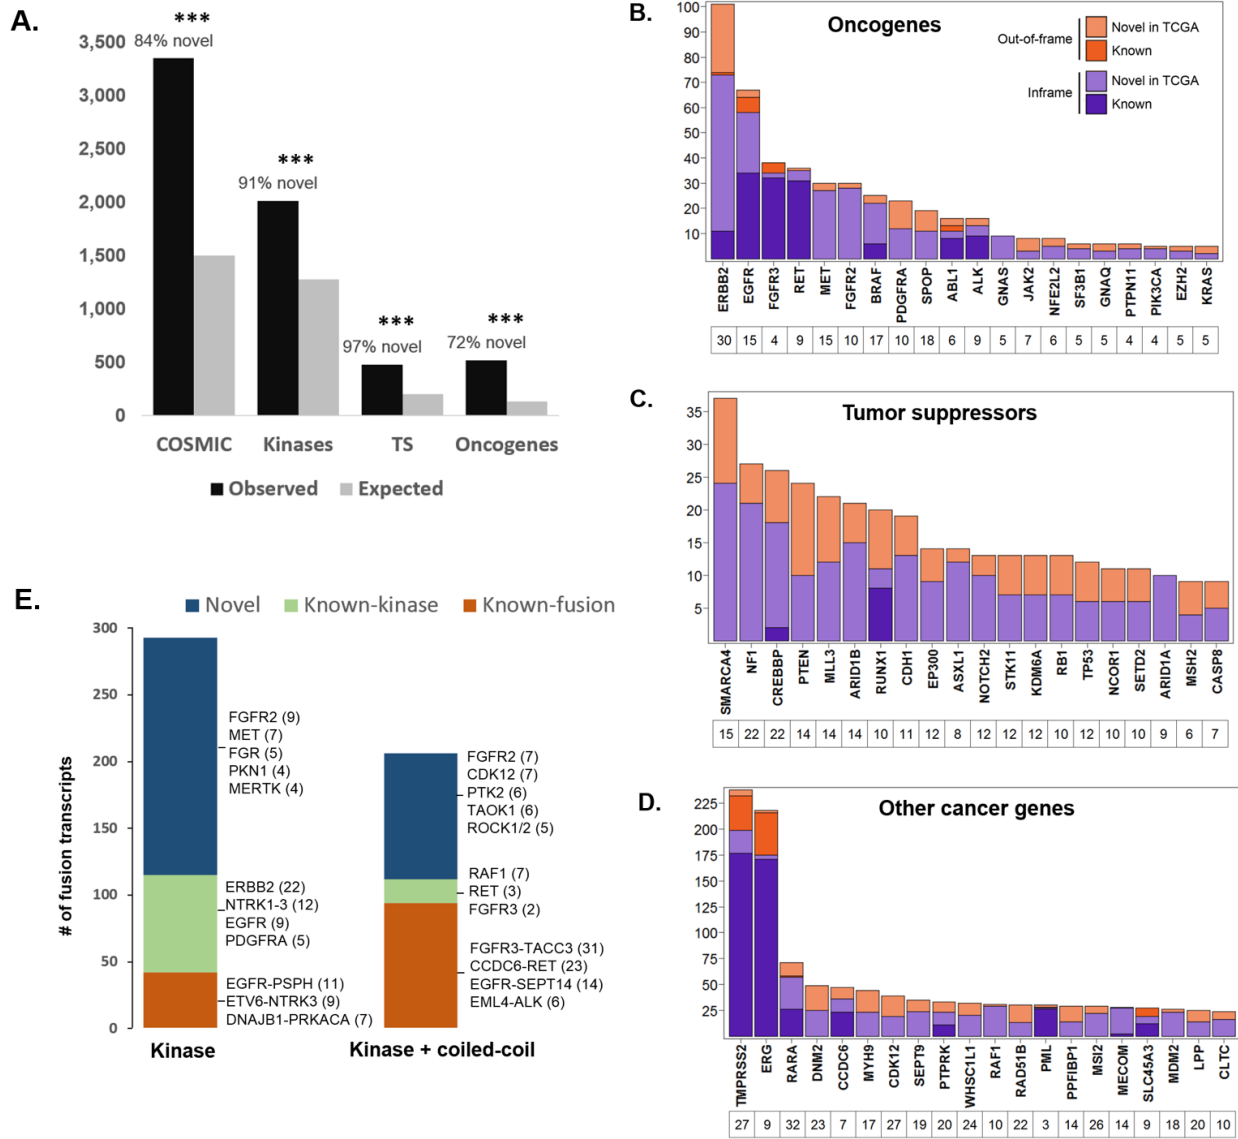 A.
***
84% novel
***
91% novel
***
97% novel
***
72% novel
3,500
3,000
2,500
2,000
1,500
1,000
500
0
COSMIC Kinases TS Oncogenes
Observed Expected
B.
Oncogenes
Out-of-frame
Novel in TCGA
Known
Inframe
Novel in TCGA
Known
100
90
80
70
60
50
40
30
20
10
ERBB2 EGFR FGFR3 RET MET FGFR2 BRAF PDGFRA SPOP ABL1 ALK GNAS JAK2 NFE2L2 SF3B1 GNAQ PTPN11 PIK3CA EZH2 KRAS
30 15 4 9 15 10 17 10 18 6 9 5 7 6 5 5 4 4 5 5
C.
Tumor suppressors
35
30
25
20
15
10
5
SMARCA4 NF1 CREBBP PTEN MLL3 ARID1B RUNX1 CDH1 EP300 ASXL1 NOTCH2 STK11 KDM6A RB1 TP53 NCOR1 SETD2 ARID1A MSH2 CASP8
15 22 22 14 14 14 10 11 12 8 12 12 12 10 12 10 10 9 6 7
D.
Other cancer genes
225
200
175
150
125
100
75
50
25
TMPRSS2 ERG RARA DNM2 CCDC6 MYH9 CDK12 SEPT9 PTPRK WHSC1L1 RAF1 RAD51B PML PPFIBP1 MSI2 MECOM SLC45A3 MDM2 LPP CLTC
27 9 32 23 7 17 27 19 20 24 10 22 3 14 26 14 9 18 20 10
E.
Novel Known-kinase Known-fusion
# of fusion transcripts
300
250
200
150
100
50
0
FGFR2 (9)
MET (7)
FGR (5)
PKN1 (4)
MERTK (4)
ERBB2 (22)
NTRK1-3 (12)
EGFR (9)
PDGFRA (5)
EGFR-PSPH (11)
ETV6-NTRK3 (9)
DNAJB1-PRKACA (7)
FGFR2 (7)
CDK12 (7)
PTK2 (6)
TAOK1 (6)
ROCK1/2 (5)
RAF1 (7)
RET (3)
FGFR3 (2)
FGFR3-TACC3 (31)
CCDC6-RET (23)
EGFR-SEPT14 (14)
EML4-ALK (6)
Kinase
Kinase + coiled-coil